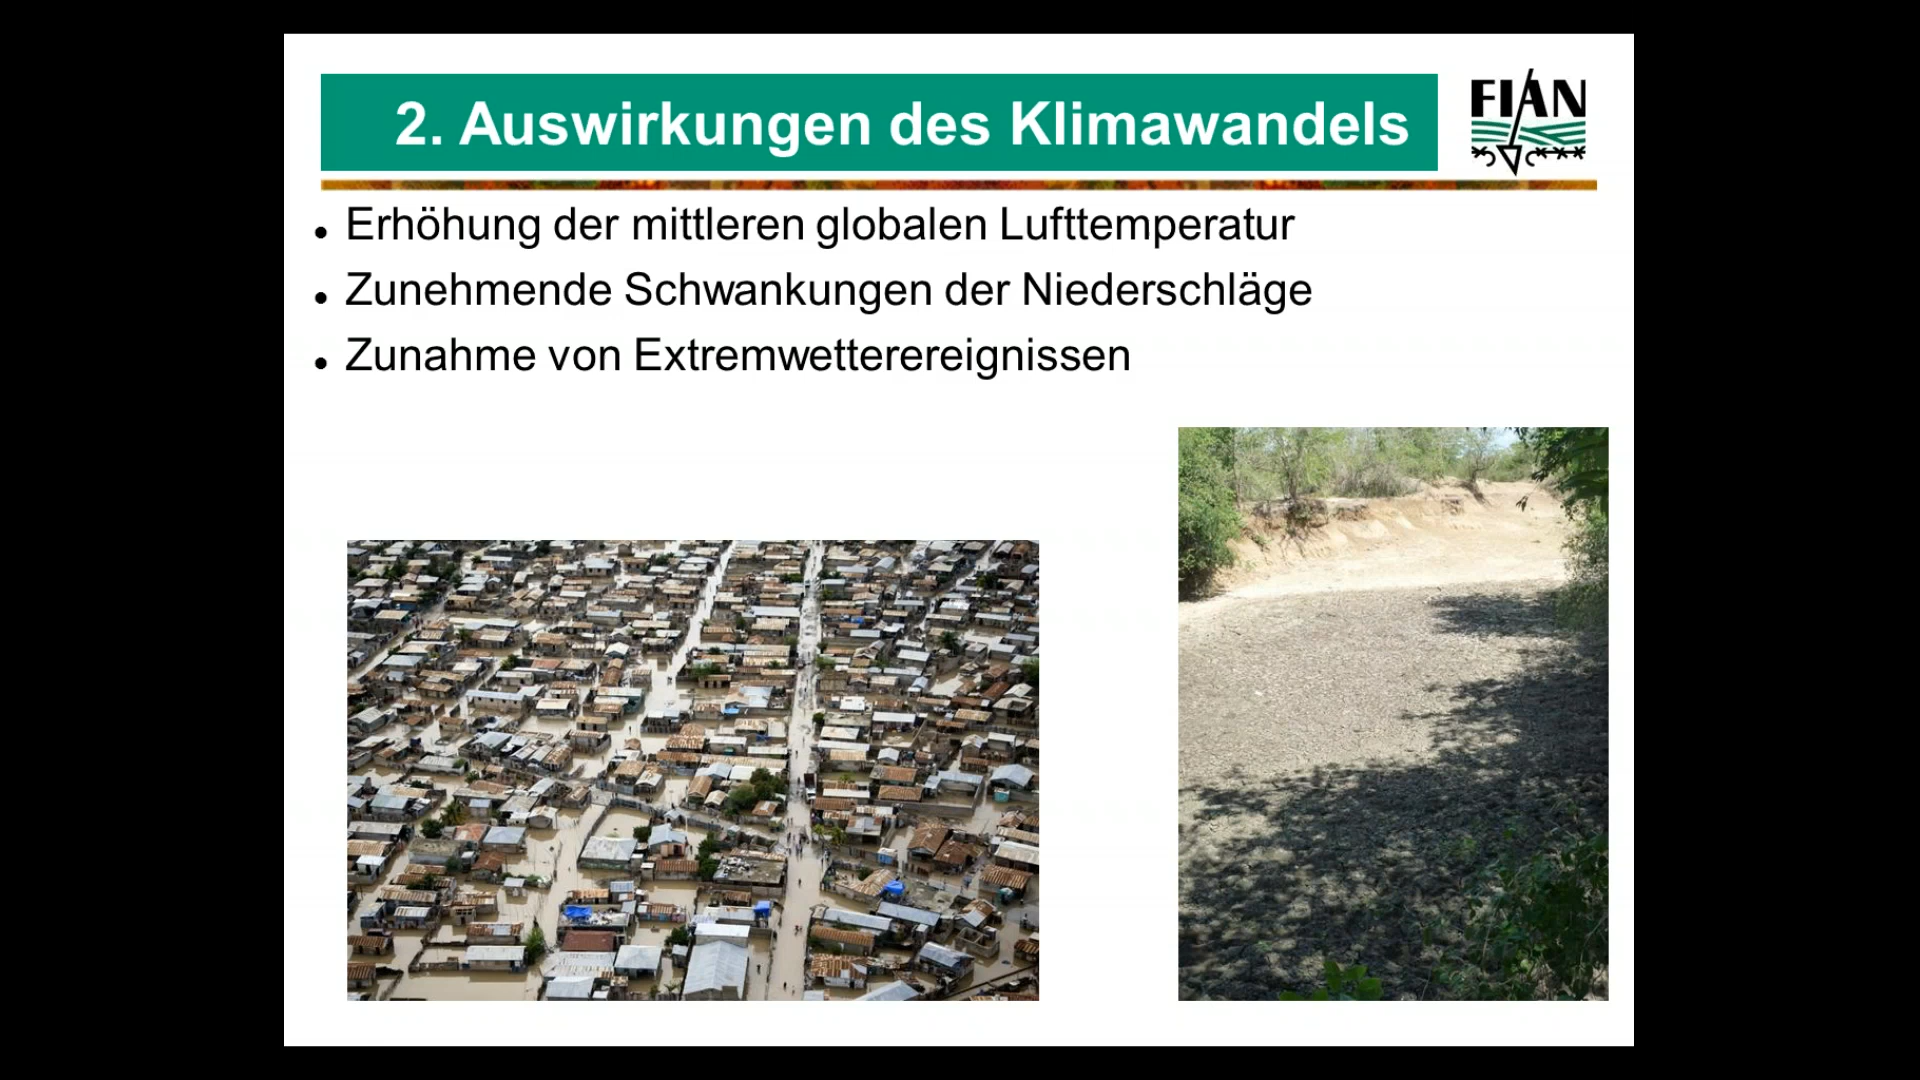 2. Auswirkungen des Klimawandels
FIAN
Erhöhung der mittleren globalen Lufttemperatur
Zunehmende Schwankungen der Niederschläge
Zunahme von Extremwetterereignissen